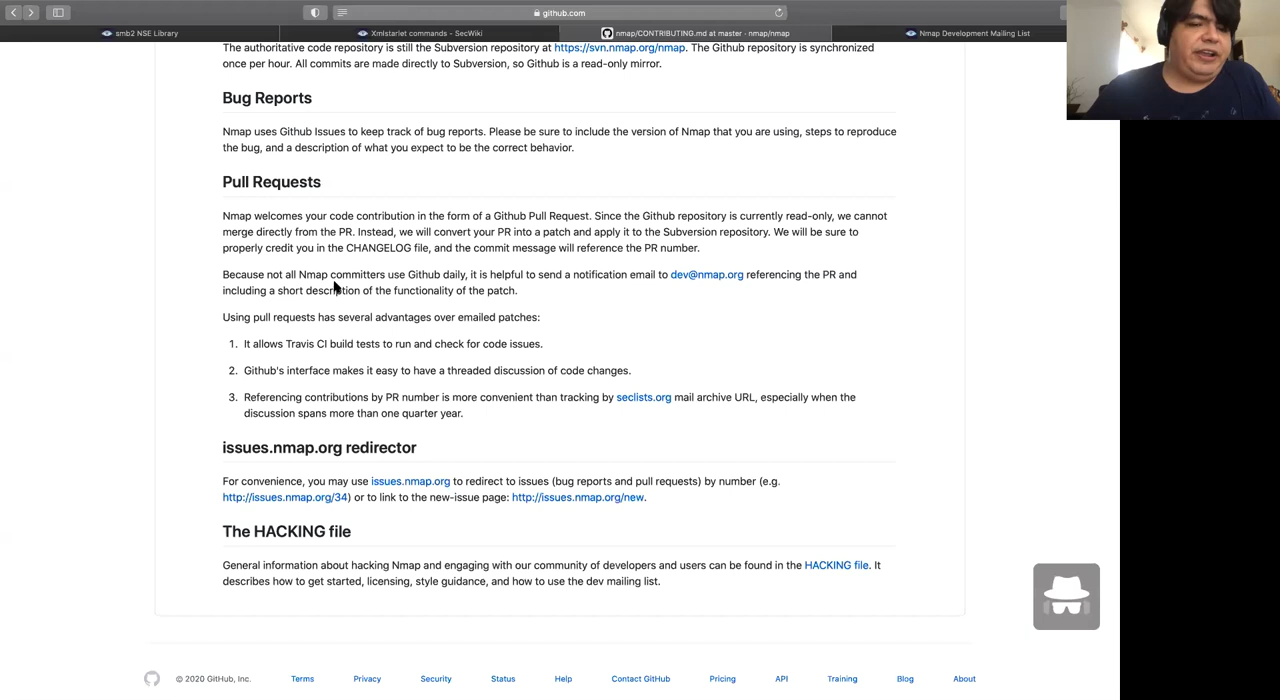 github.com
smb2 NSE Library
Xmlstarlet commands - SecWiki
nmap/CONTRIBUTING.md at master · nmap/nmap
Nmap Development Mailing List
The authoritative code repository is still the Subversion repository at https://svn.nmap.org/nmap. The Github repository is synchronized
once per hour. All commits are made directly to Subversion, so Github is a read-only mirror.
Bug Reports
Nmap uses Github Issues to keep track of bug reports. Please be sure to include the version of Nmap that you are using, steps to reproduce
the bug, and a description of what you expect to be the correct behavior.
Pull Requests
Nmap welcomes your code contribution in the form of a Github Pull Request. Since the Github repository is currently read-only, we cannot
merge directly from the PR. Instead, we will convert your PR into a patch and apply it to the Subversion repository. We will be sure to
properly credit you in the CHANGELOG file, and the commit message will reference the PR number.
Because not all Nmap committers use Github daily, it is helpful to send a notification email to dev@nmap.org referencing the PR and
including a short description of the functionality of the patch.
Using pull requests has several advantages over emailed patches:
1. It allows Travis CI build tests to run and check for code issues.
2. Github's interface makes it easy to have a threaded discussion of code changes.
3. Referencing contributions by PR number is more convenient than tracking by seclists.org mail archive URL, especially when the
discussion spans more than one quarter year.
issues.nmap.org redirector
For convenience, you may use issues.nmap.org to redirect to issues (bug reports and pull requests) by number (e.g.
http://issues.nmap.org/34) or to link to the new-issue page: http://issues.nmap.org/new.
The HACKING file
General information about hacking Nmap and engaging with our community of developers and users can be found in the HACKING file. It
describes how to get started, licensing, style guidance, and how to use the dev mailing list.
© 2020 GitHub, Inc. Terms Privacy Security Status Help Contact GitHub Pricing API Training Blog About